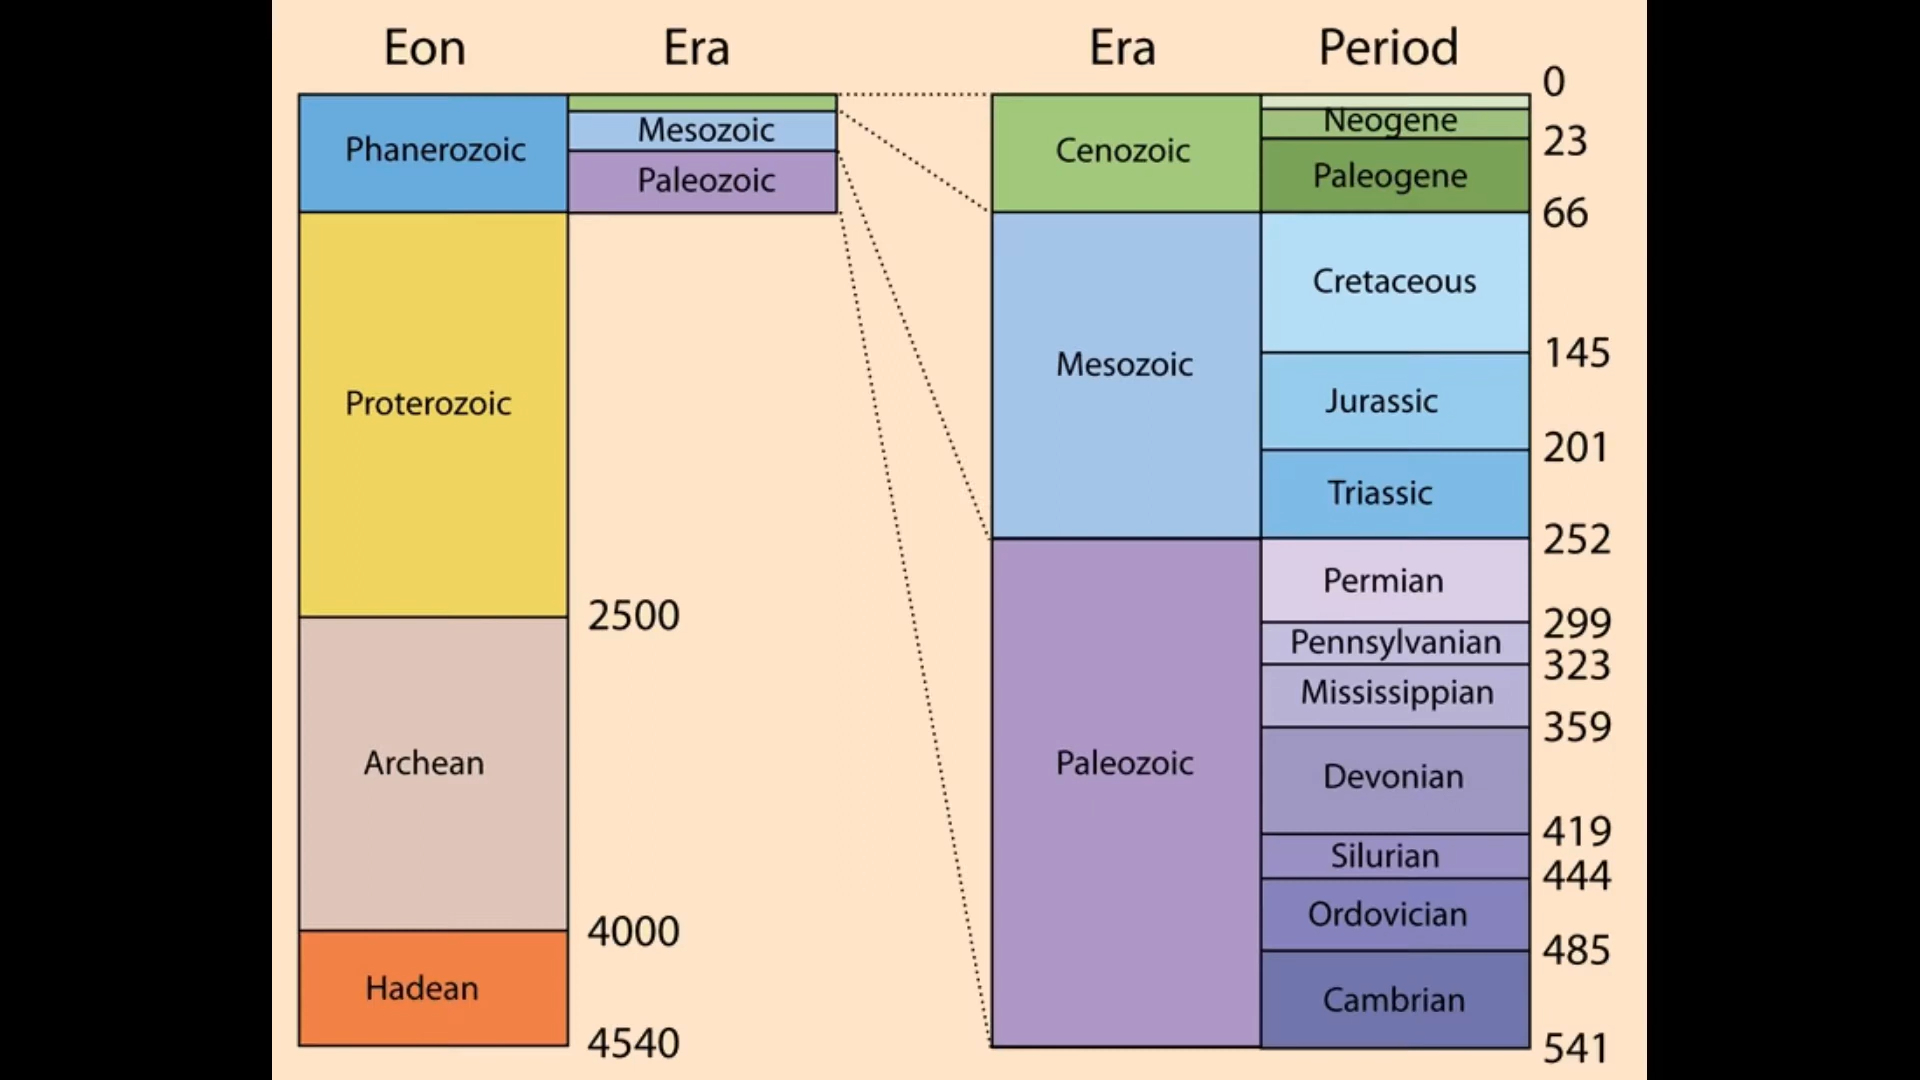 Eon
Era
Era
Period
Phanerozoic
Mesozoic
Paleozoic
Proterozoic
2500
Archean
4000
Hadean
4540
Cenozoic
Mesozoic
Paleozoic
0
Neogene
23
Paleogene
66
Cretaceous
145
Jurassic
201
Triassic
252
Permian
299
Pennsylvanian
323
Mississippian
359
Devonian
419
Silurian
444
Ordovician
485
Cambrian
541